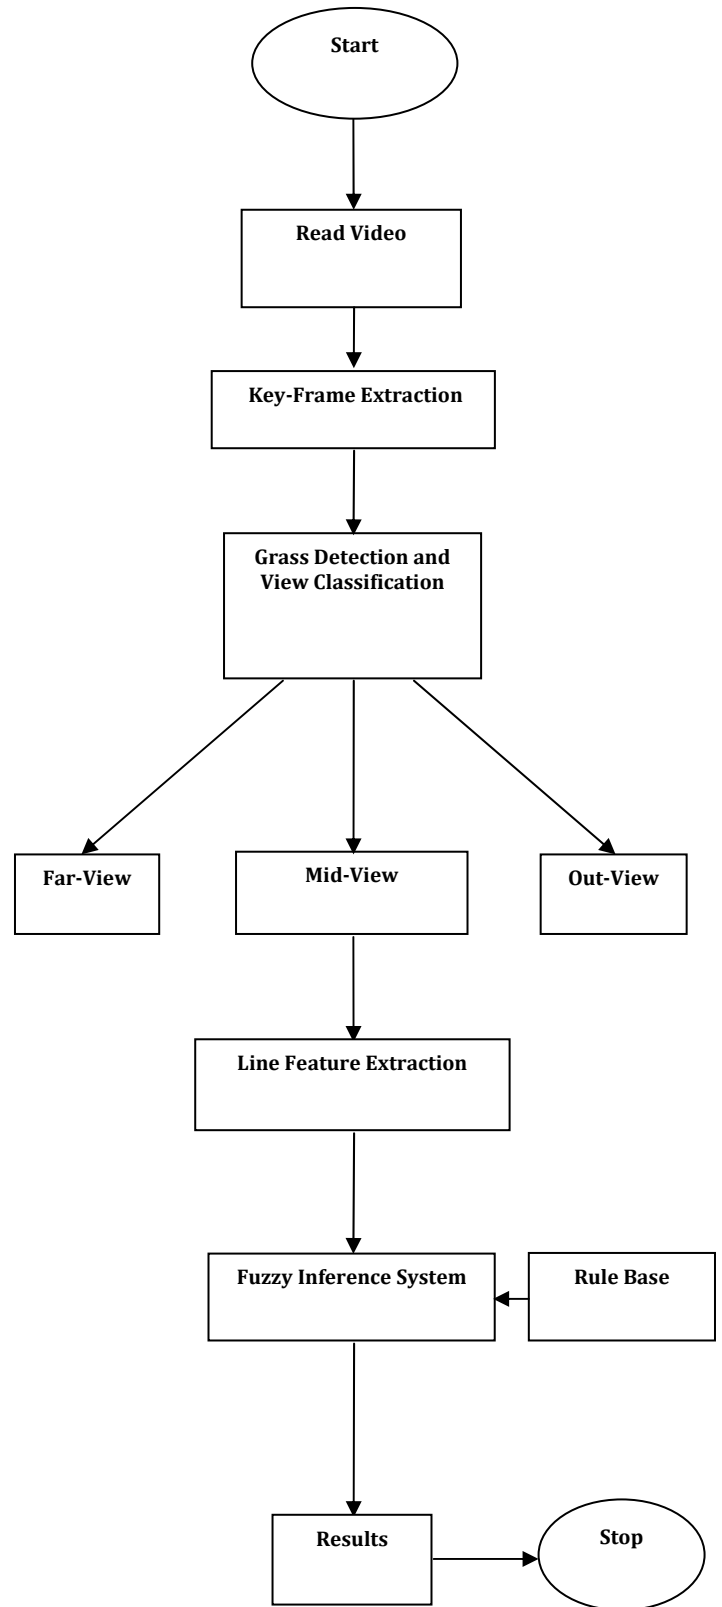 Start
Read Video
Key-Frame Extraction
Grass Detection and
View Classification
Far-View
Mid-View
Out-View
Line Feature Extraction
Fuzzy Inference System
Rule Base
Results
Stop